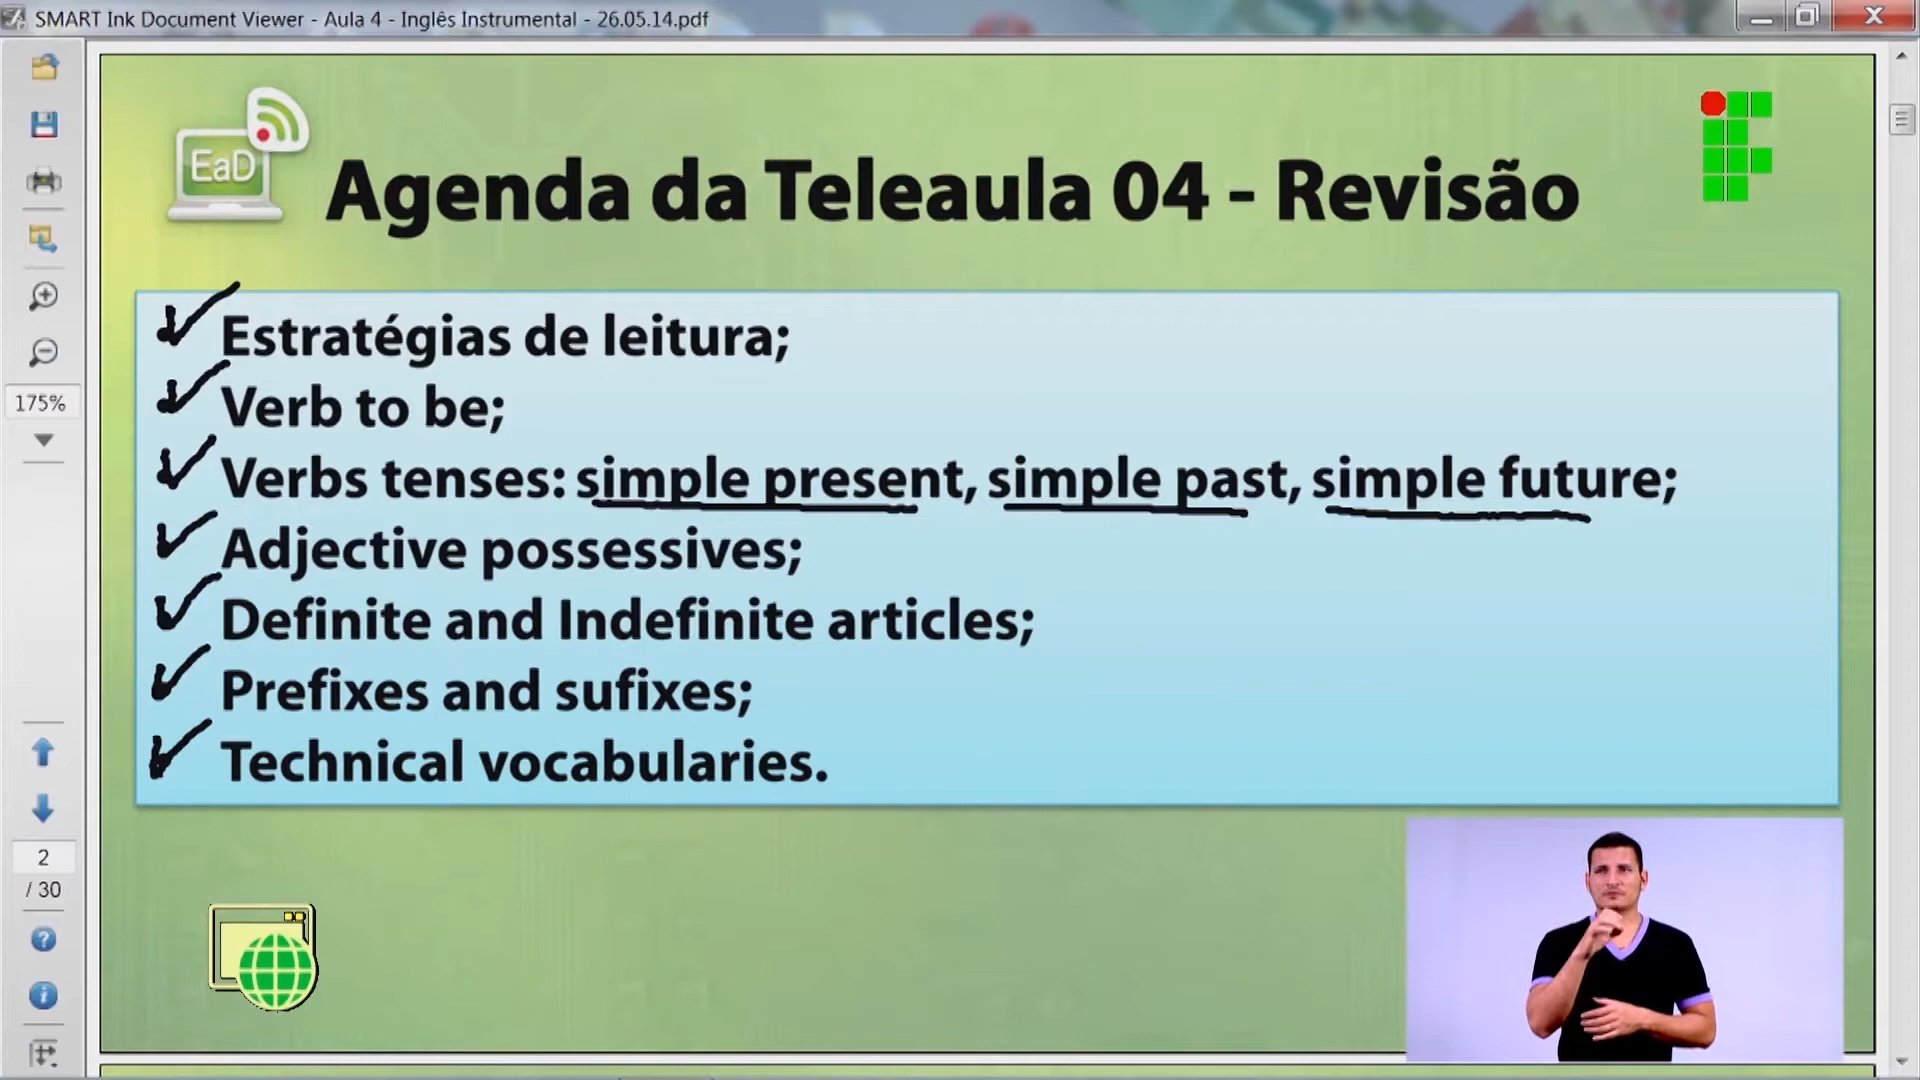 SMART Ink Document Viewer - Aula 4 - Inglês Instrumental - 26.05.14.pdf
EaD
Agenda da Teleaula 04 - Revisão
Estratégias de leitura;
Verb to be;
Verbs tenses: simple present, simple past, simple future;
Adjective possessives;
Definite and Indefinite articles;
Prefixes and sufixes;
Technical vocabularies.
175%
2
/ 30